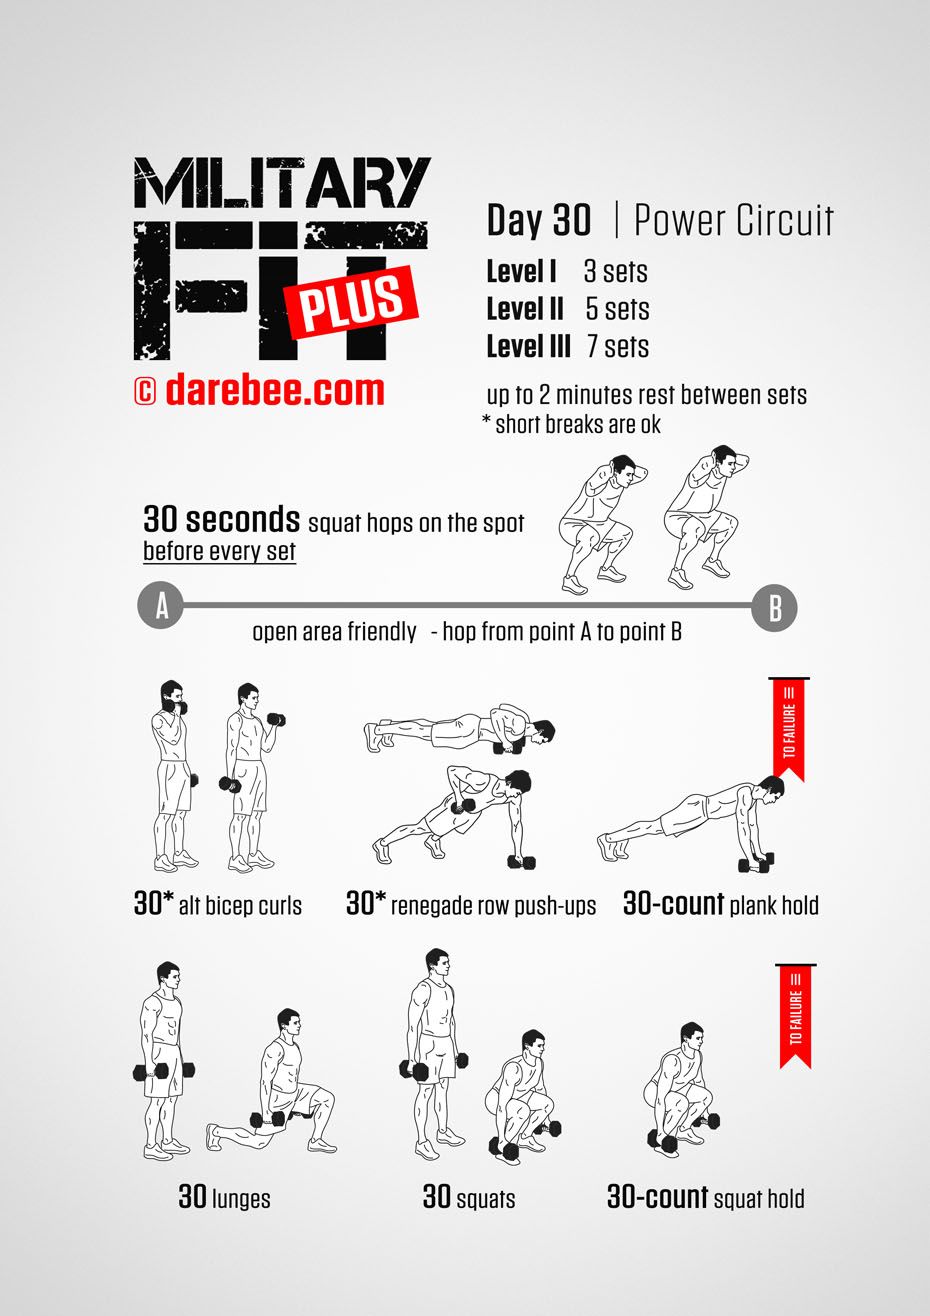 MILITARY
FIT
PLUS
© darebee.com
Day 30 | Power Circuit
Level I 3 sets
Level II 5 sets
Level III 7 sets
up to 2 minutes rest between sets
* short breaks are ok
30 seconds squat hops on the spot
before every set
A
B
open area friendly - hop from point A to point B
TO FAILURE III
30* alt bicep curls
30* renegade row push-ups
30-count plank hold
TO FAILURE III
30 lunges
30 squats
30-count squat hold